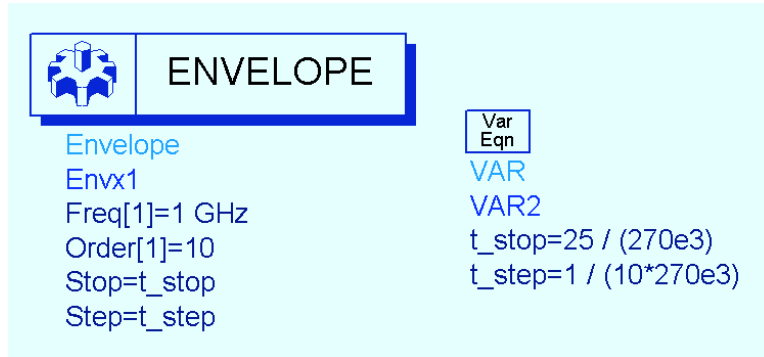 ENVELOPE
Envelope
Envx1
Freq[1]=1 GHz
Order[1]=10
Stop=t_stop
Step=t_step
Var
Eqn
VAR
VAR2
t_stop=25 / (270e3)
t_step=1 / (10*270e3)